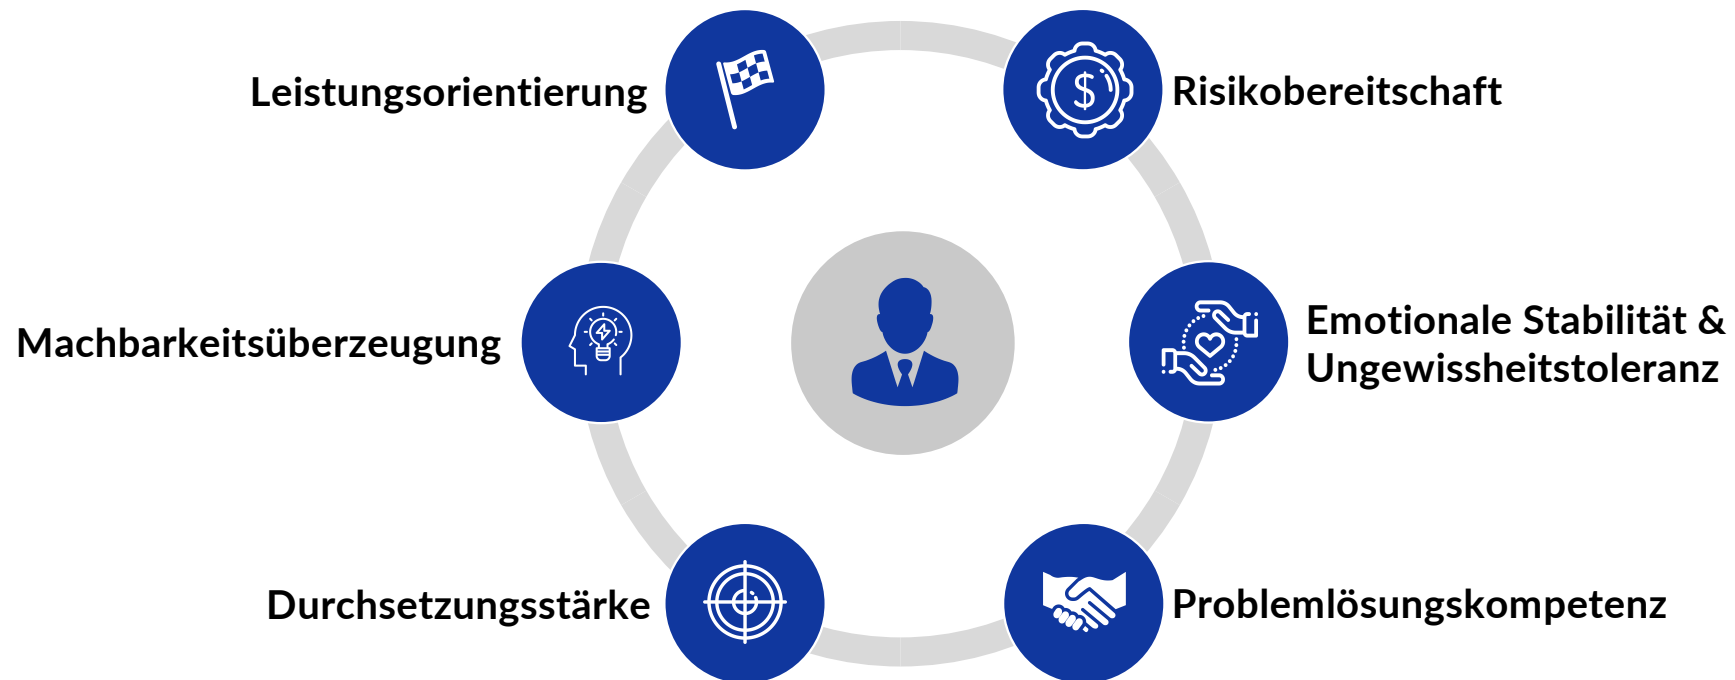 Leistungsorientierung
Risikobereitschaft
$
Machbarkeitsüberzeugung
Emotionale Stabilität &
Ungewissheitstoleranz
Durchsetzungsstärke
Problemlösungskompetenz